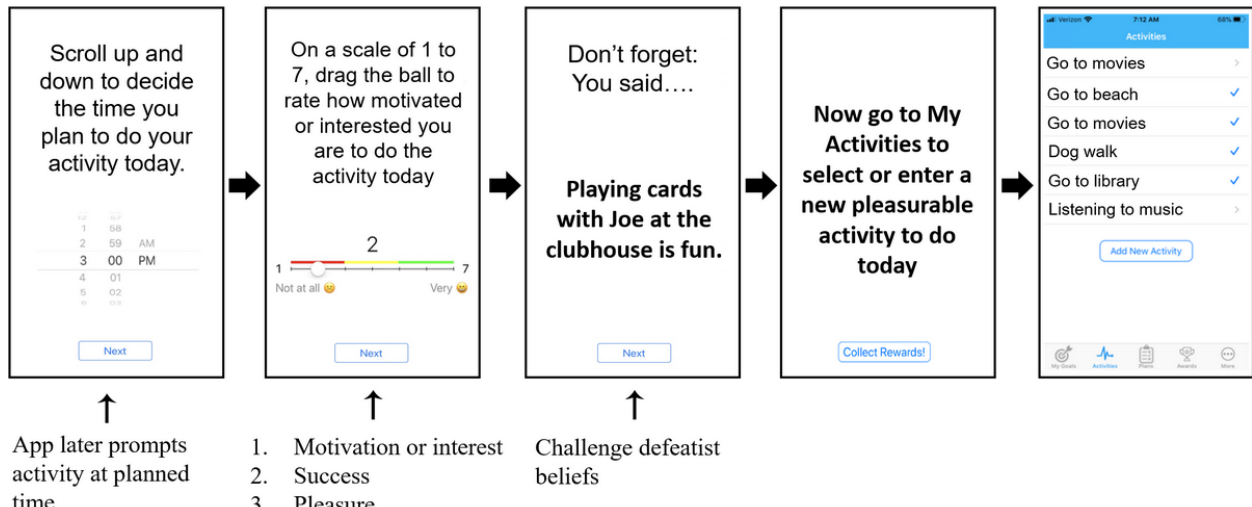 Scroll up and
down to decide
the time you
plan to do your
activity today.
1 58
2 59 AM
3 00 PM
4 01
5 02
Next
App later prompts
activity at planned
time
On a scale of 1 to
7, drag the ball to
rate how motivated
or interested you
are to do the
activity today
2
1 7
Not at all Very
Next
1. Motivation or interest
2. Success
3. Pleasure
Don't forget:
You said....
Playing cards
with Joe at the
clubhouse is fun.
Next
Challenge defeatist
beliefs
Now go to My
Activities to
select or enter a
new pleasurable
activity to do
today
Collect Rewards!
Verizon 7:12 AM 68%
Activities
Go to movies
Go to beach
Go to movies
Dog walk
Go to library
Listening to music
Add New Activity
My Goals Activities Plans Awards More